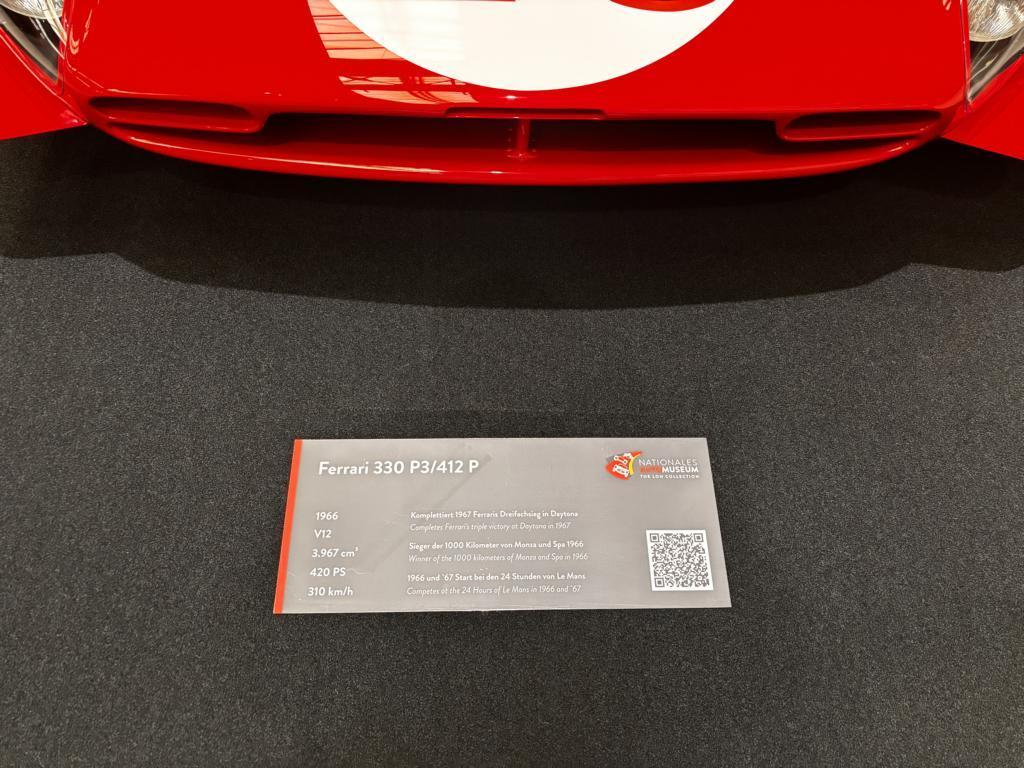 Ferrari 330 P3/412 P
NATIONALES
AUTOMUSEUM
THE LOH COLLECTION
1966
V12
3.967 cm³
420 PS
310 km/h
Komplettiert 1967 Ferraris Dreifachsieg in Daytona
Completes Ferrari's triple victory at Daytona in 1967
Sieger der 1000 Kilometer von Monza und Spa 1966
Winner of the 1000 kilometers of Monza and Spa in 1966
1966 und `67 Start bei den 24 Stunden von Le Mans
Competes at the 24 Hours of Le Mans in 1966 and `67